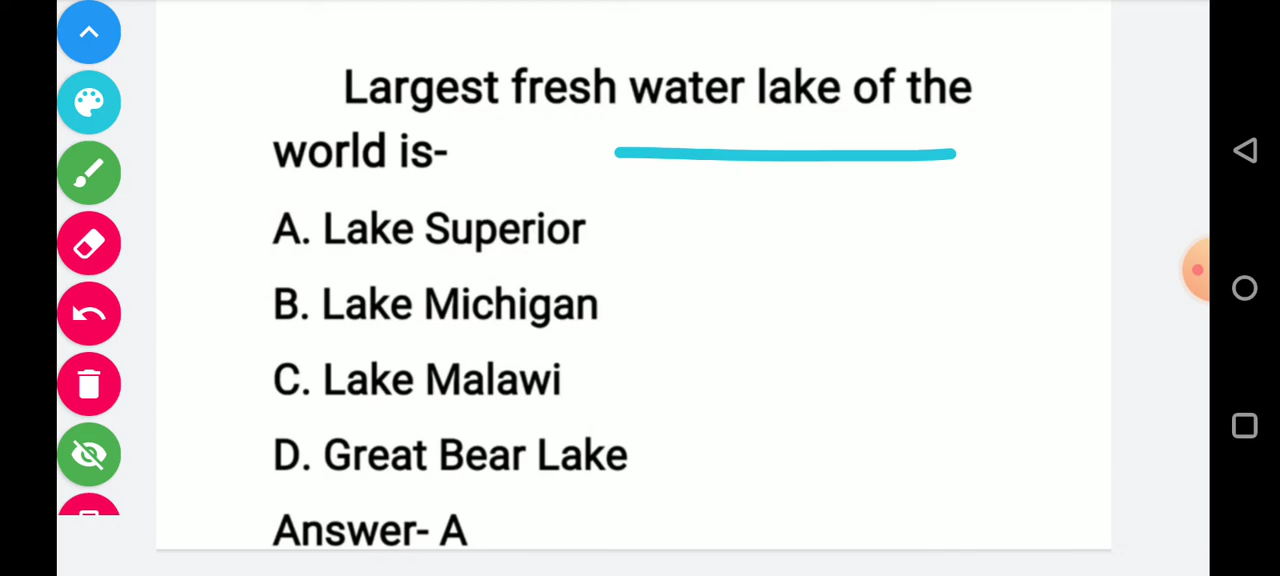 Largest fresh water lake of the
world is-
A. Lake Superior
B. Lake Michigan
C. Lake Malawi
D. Great Bear Lake
Answer- A